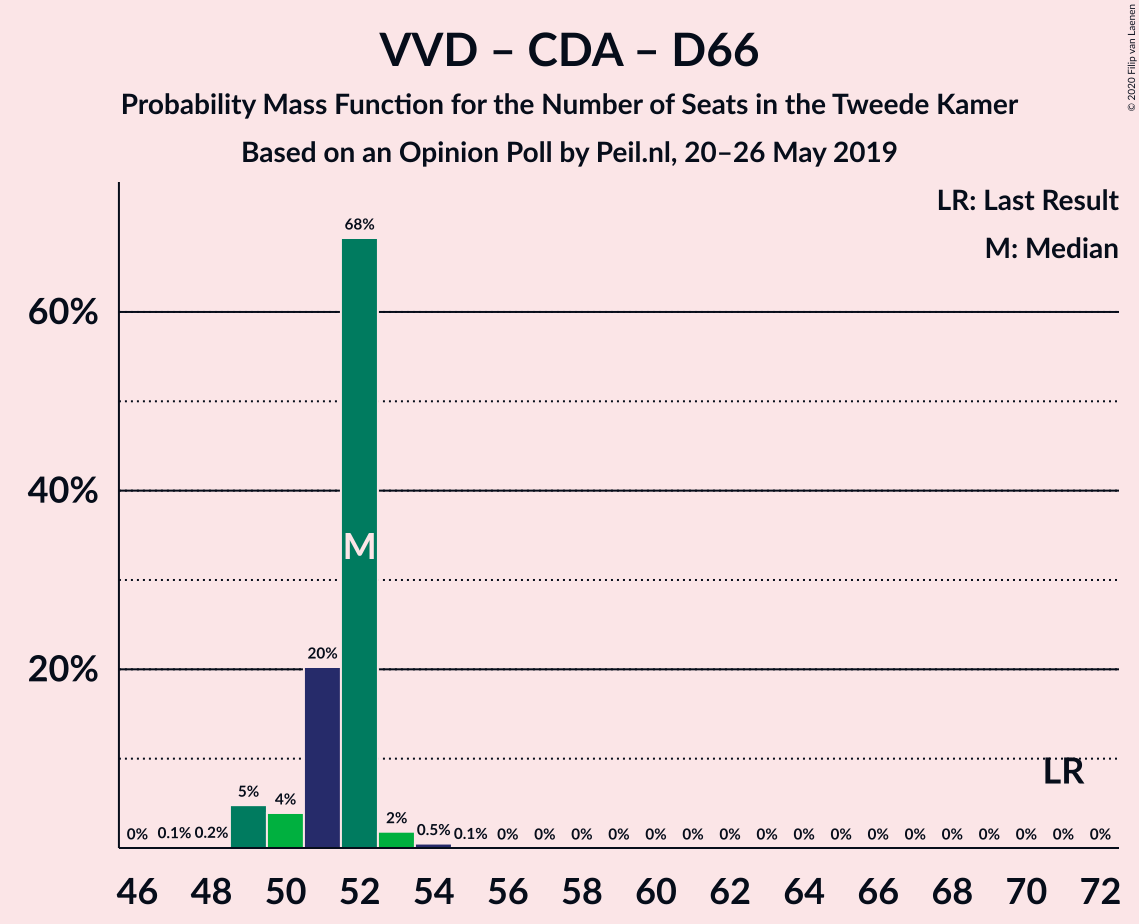 VVD – CDA – D66
Probability Mass Function for the Number of Seats in the Tweede Kamer
Based on an Opinion Poll by Peil.nl, 20–26 May 2019
© 2020 Filip van Laenen
LR: Last Result
M: Median
68%
60%
40%
M
20%
20%
LR
5%
4%
2%
0% 0.1% 0.2% 0.5% 0.1% 0% 0% 0% 0% 0% 0% 0% 0% 0% 0% 0% 0% 0% 0% 0% 0% 0%
46 48 50 52 54 56 58 60 62 64 66 68 70 72